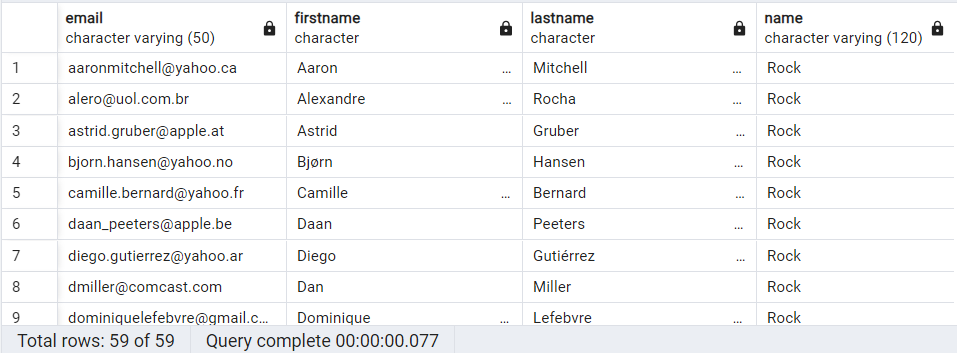 email firstname lastname name
character varying (50) character character character varying (120)
1 aaronmitchell@yahoo.ca Aaron ... Mitchell ... Rock
2 alero@uol.com.br Alexandre ... Rocha ... Rock
3 astrid.gruber@apple.at Astrid Gruber ... Rock
4 bjorn.hansen@yahoo.no Bjørn Hansen ... Rock
5 camille.bernard@yahoo.fr Camille ... Bernard ... Rock
6 daan_peeters@apple.be Daan Peeters ... Rock
7 diego.gutierrez@yahoo.ar Diego Gutiérrez ... Rock
8 dmiller@comcast.com Dan Miller Rock
9 dominiquelefebvre@gmail.c... Dominique ... Lefebvre ... Rock
Total rows: 59 of 59 Query complete 00:00:00.077